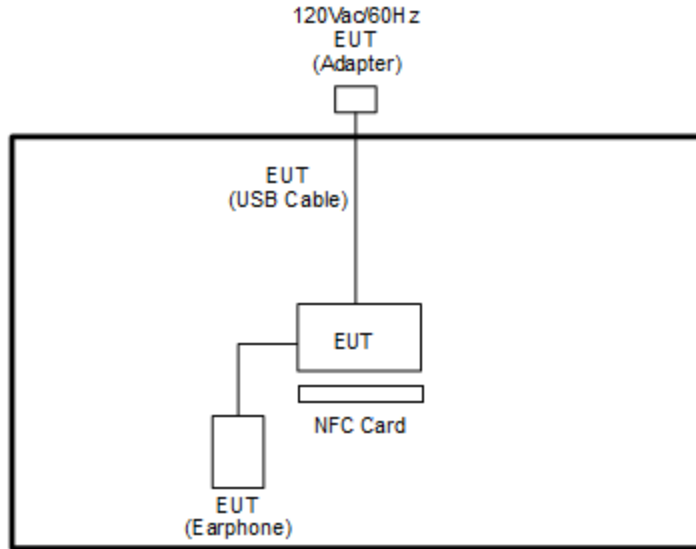 120Vac/60Hz
EUT
(Adapter)
EUT
(USB Cable)
EUT
NFC Card
EUT
(Earphone)